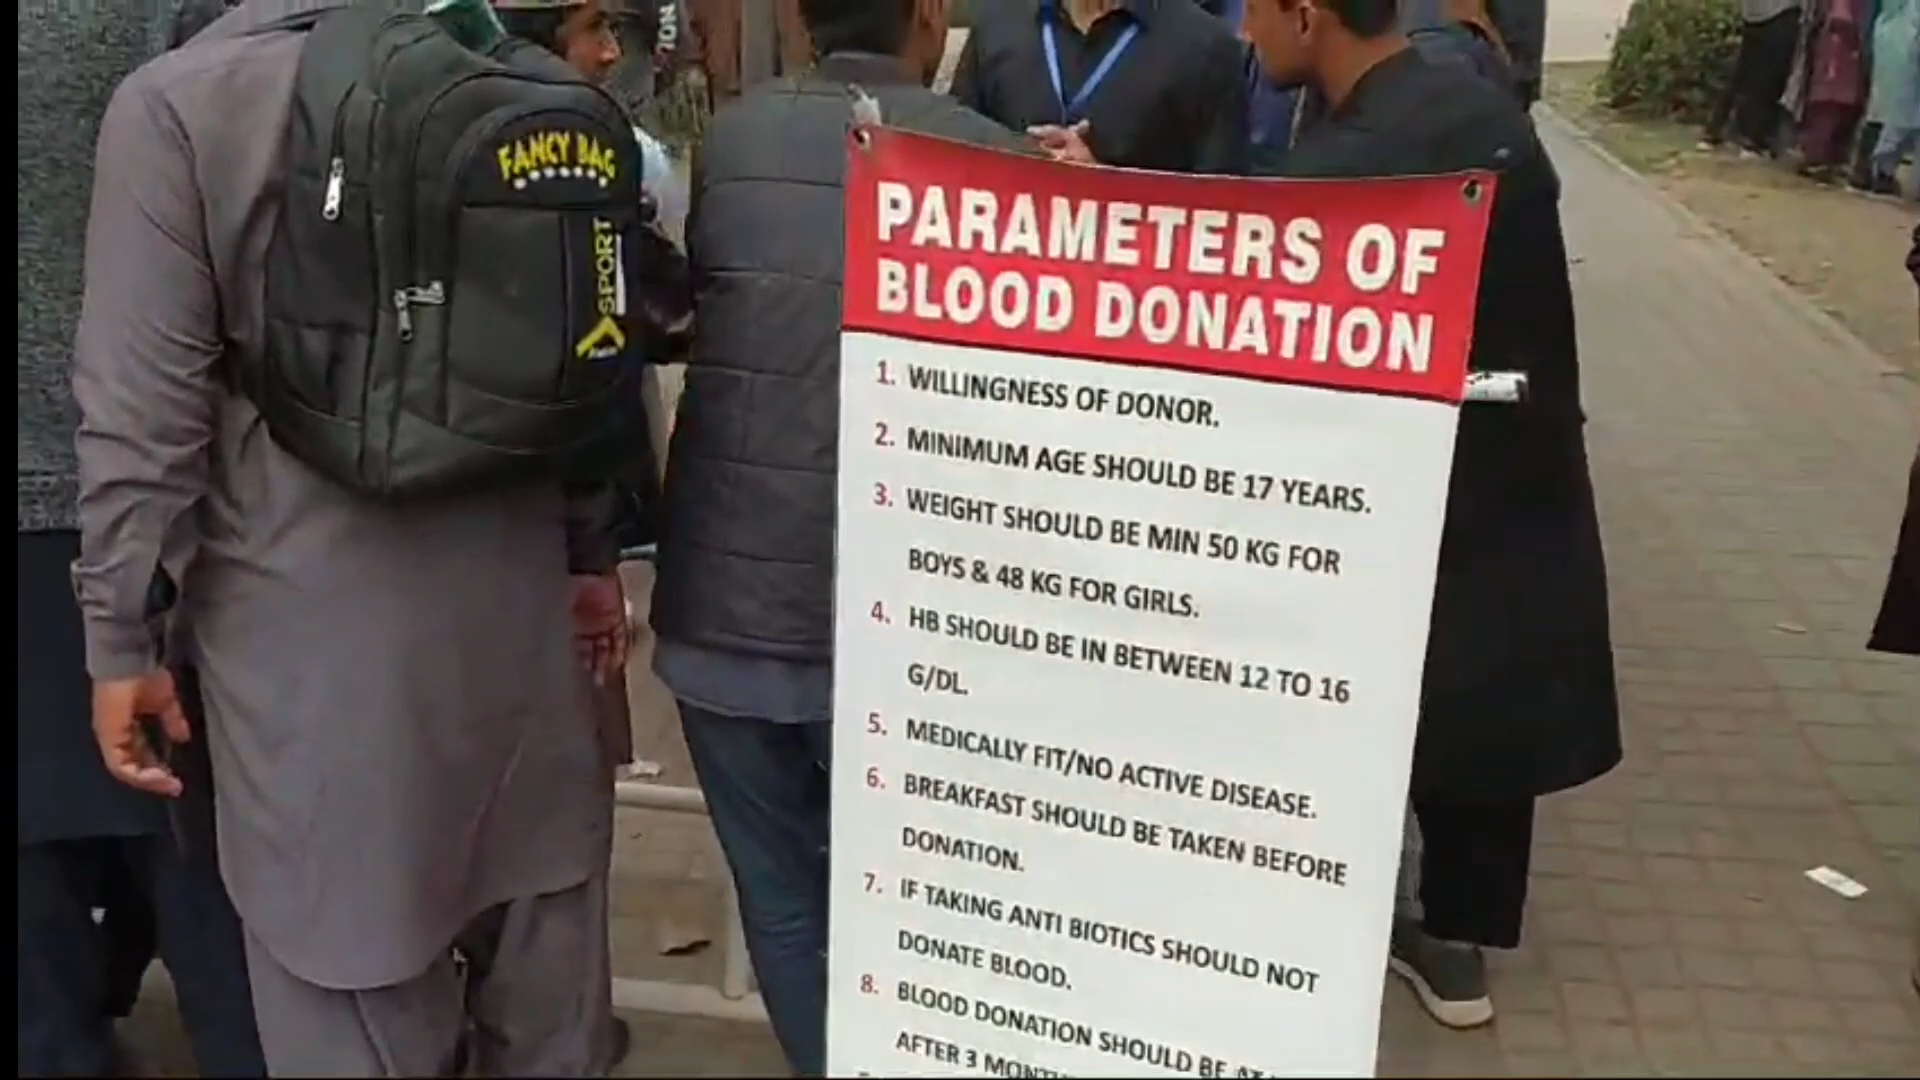 FANCY BAG
SPORT
PARAMETERS OF
BLOOD DONATION
1. WILLINGNESS OF DONOR.
2. MINIMUM AGE SHOULD BE 17 YEARS.
3. WEIGHT SHOULD BE MIN 50 KG FOR
BOYS & 48 KG FOR GIRLS.
4. HB SHOULD BE IN BETWEEN 12 TO 16
G/DL.
5. MEDICALLY FIT/NO ACTIVE DISEASE.
6. BREAKFAST SHOULD BE TAKEN BEFORE
DONATION.
7. IF TAKING ANTI BIOTICS SHOULD NOT
DONATE BLOOD.
8. BLOOD DONATION SHOULD BE
AFTER 3